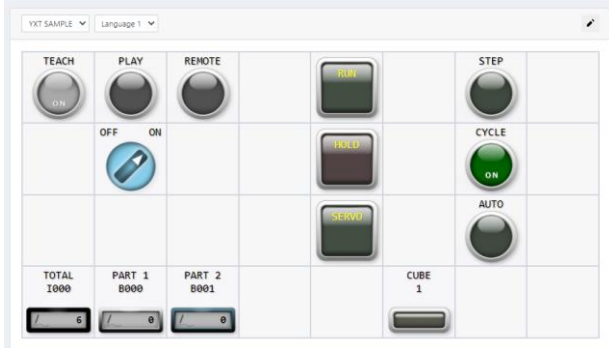 YXT SAMPLE Language 1
TEACH PLAY REMOTE STEP
RUN
ON
OFF ON CYCLE
HOLD
ON
AUTO
SERVO
TOTAL PART 1 PART 2 CUBE
I000 B000 B001 1
6 0 0